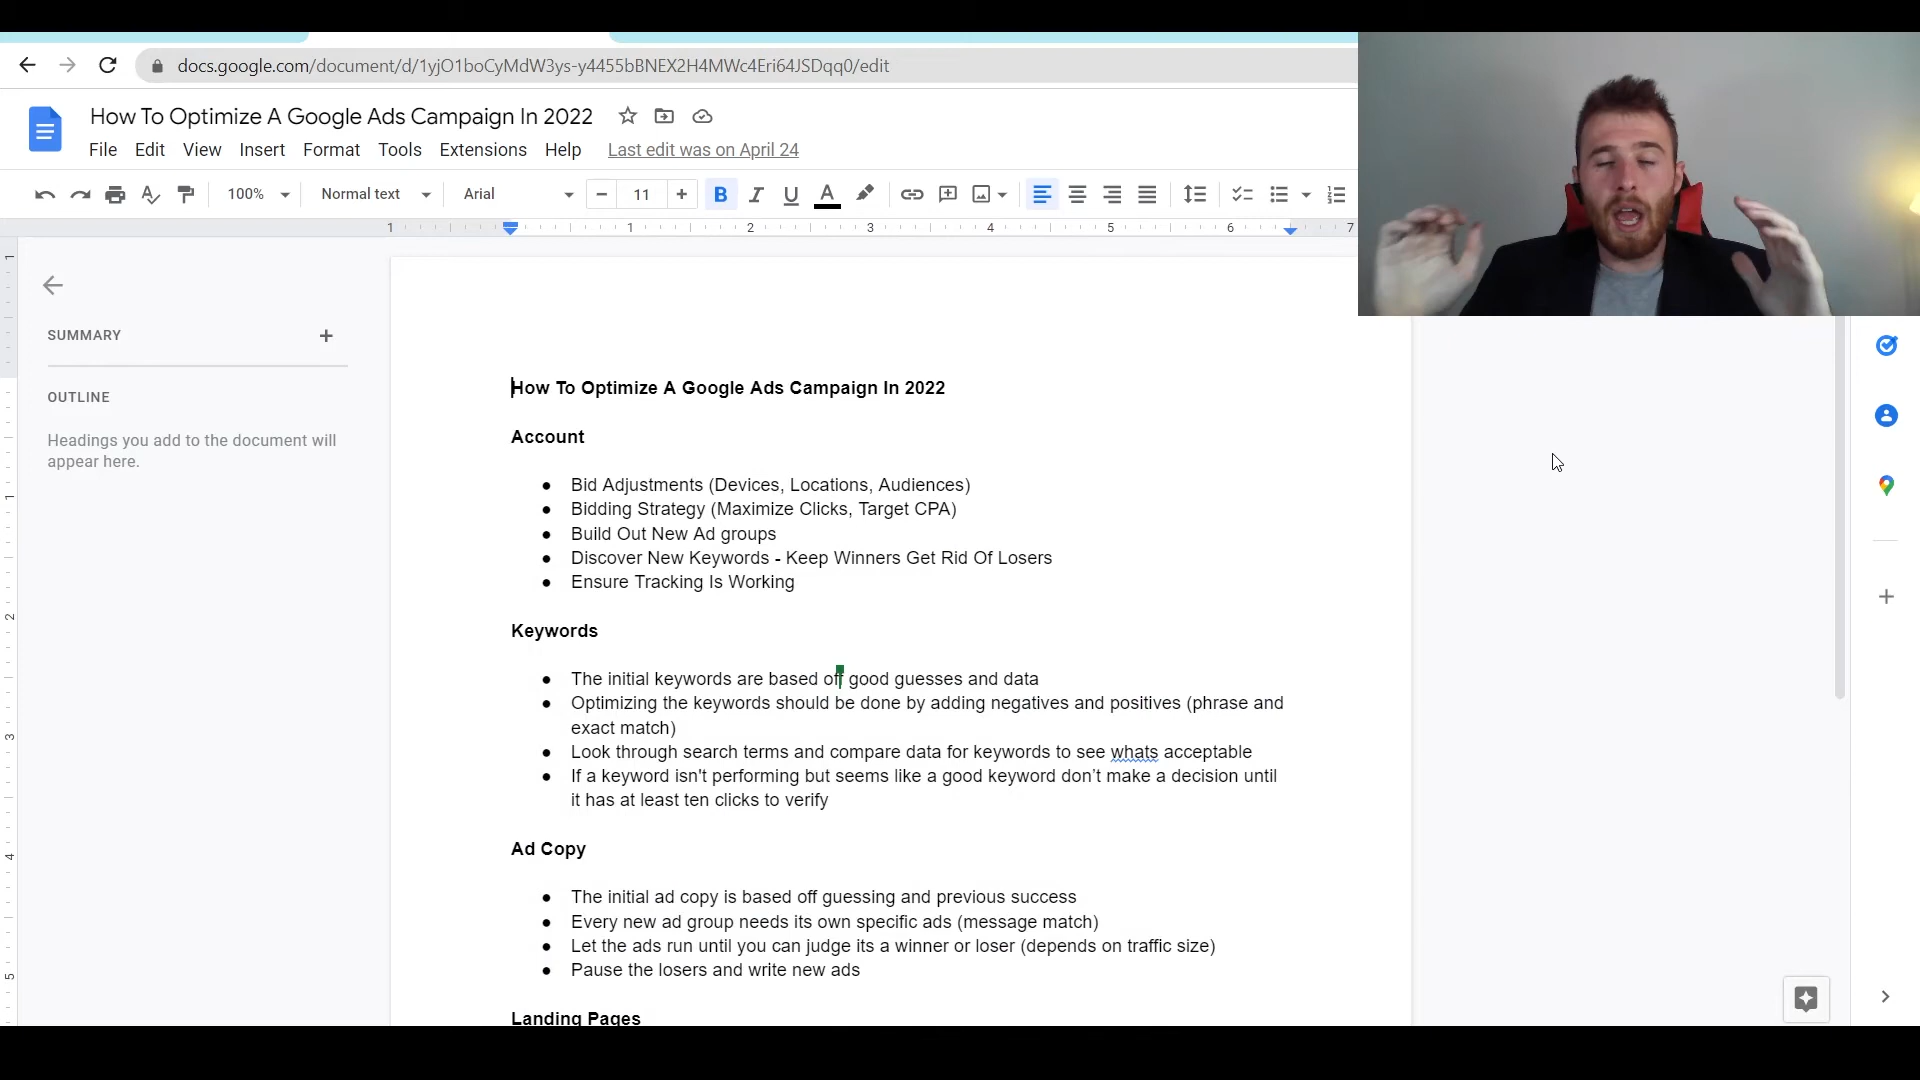 docs.google.com/document/d/1yjO1boCyMdW3ys-y4455bBNEX2H4MWc4Eri64JSDqq0/edit
How To Optimize A Google Ads Campaign In 2022
File Edit View Insert Format Tools Extensions Help Last edit was on April 24
100% Normal text Arial 11
1 1 2 3 4 5 6 7
SUMMARY
OUTLINE
Headings you add to the document will
appear here.
How To Optimize A Google Ads Campaign In 2022
Account
● Bid Adjustments (Devices, Locations, Audiences)
● Bidding Strategy (Maximize Clicks, Target CPA)
● Build Out New Ad groups
● Discover New Keywords - Keep Winners Get Rid Of Losers
● Ensure Tracking Is Working
Keywords
● The initial keywords are based off good guesses and data
● Optimizing the keywords should be done by adding negatives and positives (phrase and
exact match)
● Look through search terms and compare data for keywords to see whats acceptable
● If a keyword isn't performing but seems like a good keyword don’t make a decision until
it has at least ten clicks to verify
Ad Copy
● The initial ad copy is based off guessing and previous success
● Every new ad group needs its own specific ads (message match)
● Let the ads run until you can judge its a winner or loser (depends on traffic size)
● Pause the losers and write new ads
Landing Pages